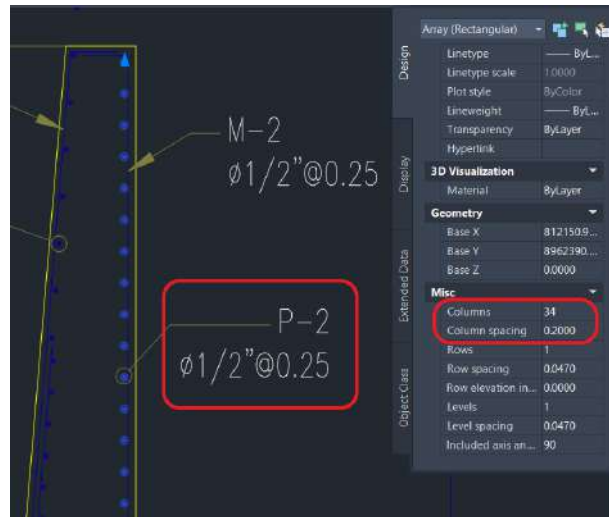 M-2
ø1/2"@0.25
P-2
ø1/2"@0.25
Array (Rectangular)
Design
Display
Extended Data
Object Class
Linetype ByL...
Linetype scale 1.0000
Plot style ByColor
Lineweight ByL...
Transparency ByLayer
Hyperlink
3D Visualization
Material ByLayer
Geometry
Base X 812150.9...
Base Y 8962390....
Base Z 0.0000
Misc
Columns 34
Column spacing 0.2000
Rows 1
Row spacing 0.0470
Row elevation in... 0.0000
Levels 1
Level spacing 0.0470
Included axis an... 90